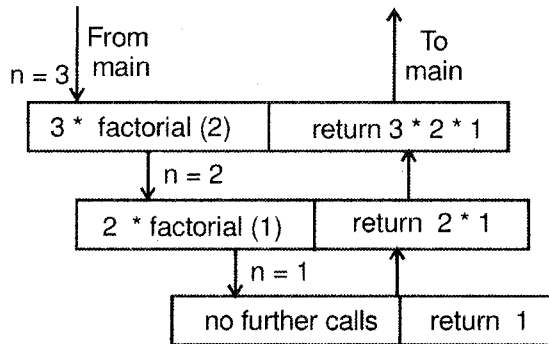 From
main
To
main
n = 3
3 * factorial (2)
return 3 * 2 * 1
n = 2
2 * factorial (1)
return 2 * 1
n = 1
no further calls
return 1